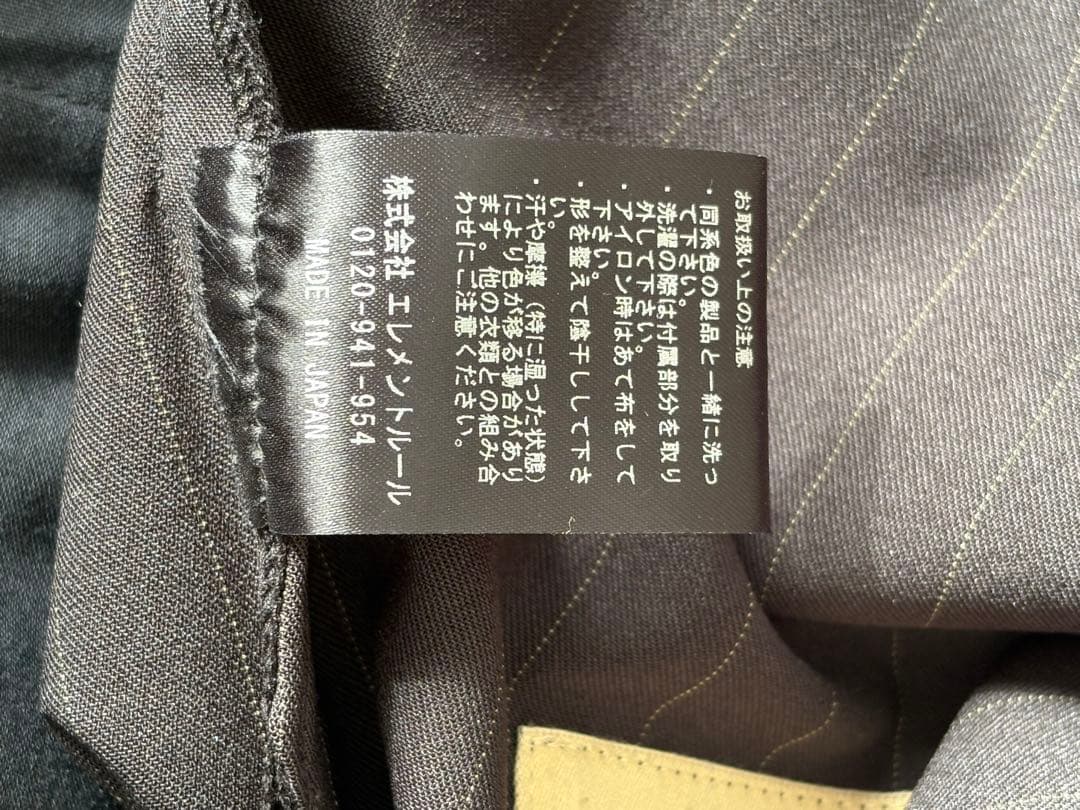 お取扱い上の注意
・同系色の製品と一緒に洗っ
て下さい。
・洗濯の際は付属部分を取り
外して下さい。
・アイロン時はあて布をして
下さい。
・形を整えて陰干しして下さ
い。
・汗や摩擦（特に湿った状態）
により色が移る場合があり
ます。他の衣類との組み合
わせにご注意ください。
株式会社 エレメントルール
0120-941-954
MADE IN JAPAN